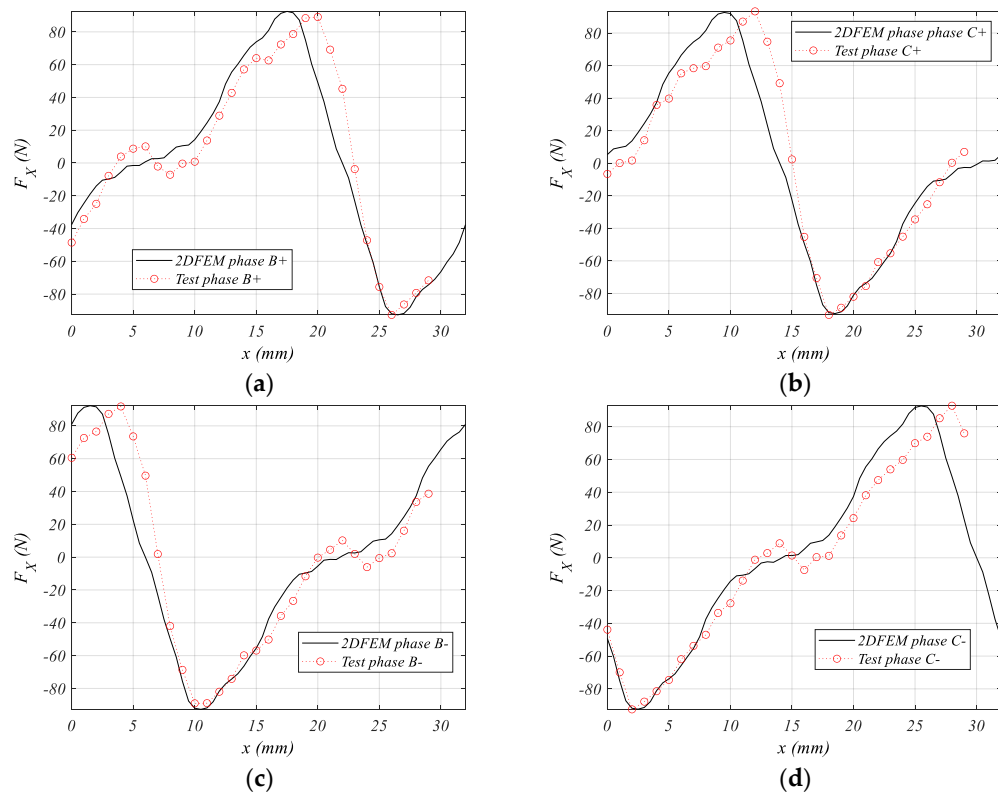 80
60
40
20
0
-20
-40
-60
-80
F_X (N)
2DFEM phase B+
Test phase B+
0 5 10 15 20 25 30
x (mm)
(a)
80
60
40
20
0
-20
-40
-60
-80
F_X (N)
2DFEM phase phase C+
Test phase C+
0 5 10 15 20 25 30
x (mm)
(b)
80
60
40
20
0
-20
-40
-60
-80
F_X (N)
2DFEM phase B-
Test phase B-
0 5 10 15 20 25 30
x (mm)
(c)
80
60
40
20
0
-20
-40
-60
-80
F_X (N)
2DFEM phase C-
Test phase C-
0 5 10 15 20 25 30
x (mm)
(d)